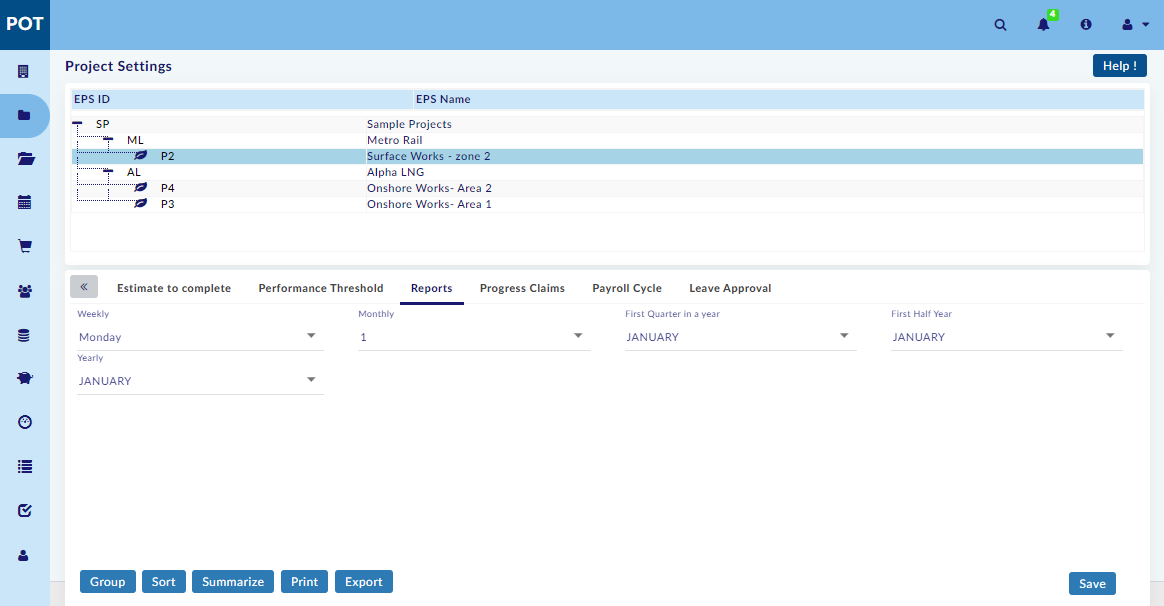 POT
4
Project Settings
Help !
EPS ID EPS Name
SP Sample Projects
ML Metro Rail
P2 Surface Works - zone 2
AL Alpha LNG
P4 Onshore Works- Area 2
P3 Onshore Works- Area 1
« Estimate to complete Performance Threshold Reports Progress Claims Payroll Cycle Leave Approval
Weekly Monthly First Quarter in a year First Half Year
Monday 1 JANUARY JANUARY
Yearly
JANUARY
Group Sort Summarize Print Export Save